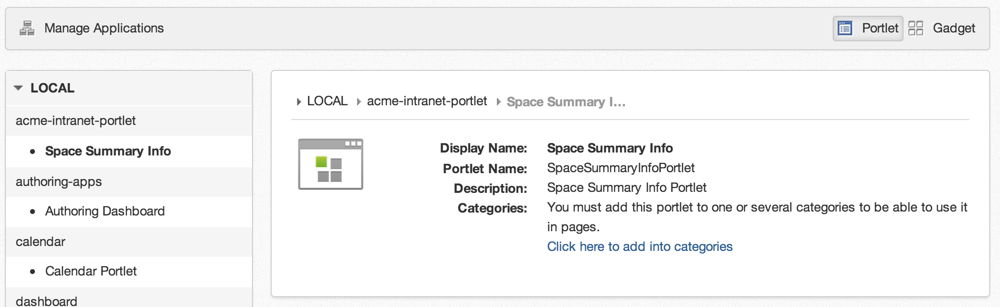 Manage Applications
Portlet
Gadget
LOCAL
acme-intranet-portlet
• Space Summary Info
authoring-apps
• Authoring Dashboard
calendar
• Calendar Portlet
dashboard
LOCAL acme-intranet-portlet Space Summary I...
Display Name: Space Summary Info
Portlet Name: SpaceSummaryInfoPortlet
Description: Space Summary Info Portlet
Categories: You must add this portlet to one or several categories to be able to use it
in pages.
Click here to add into categories